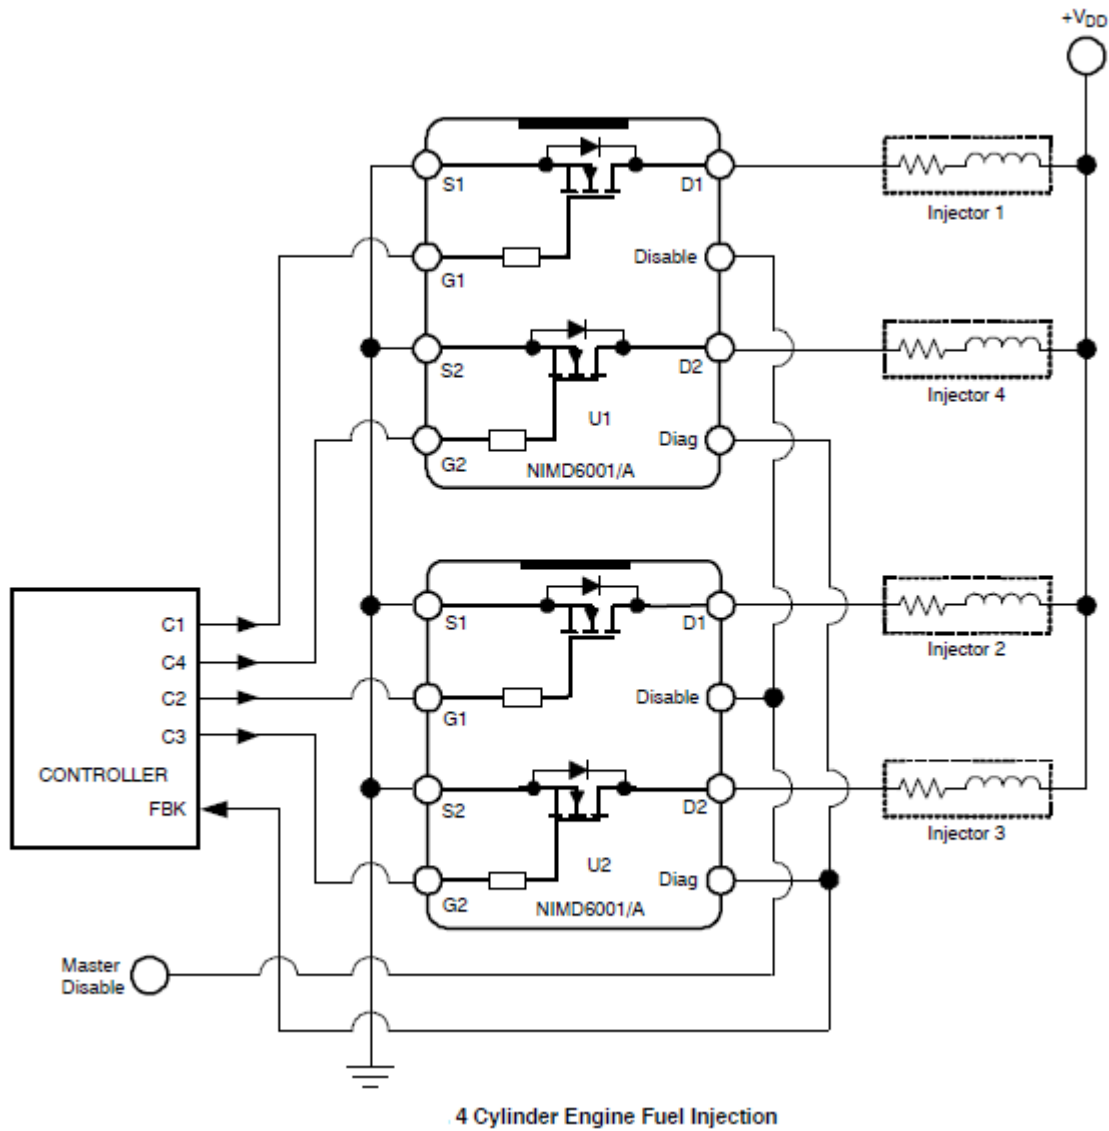 +VDD
S1
D1
Injector 1
G1
Disable
S2
D2
Injector 4
U1
G2
Diag
NIMD6001/A
S1
D1
Injector 2
C1
C4
C2
C3
CONTROLLER
FBK
G1
Disable
S2
D2
Injector 3
U2
G2
Diag
NIMD6001/A
Master
Disable
4 Cylinder Engine Fuel Injection